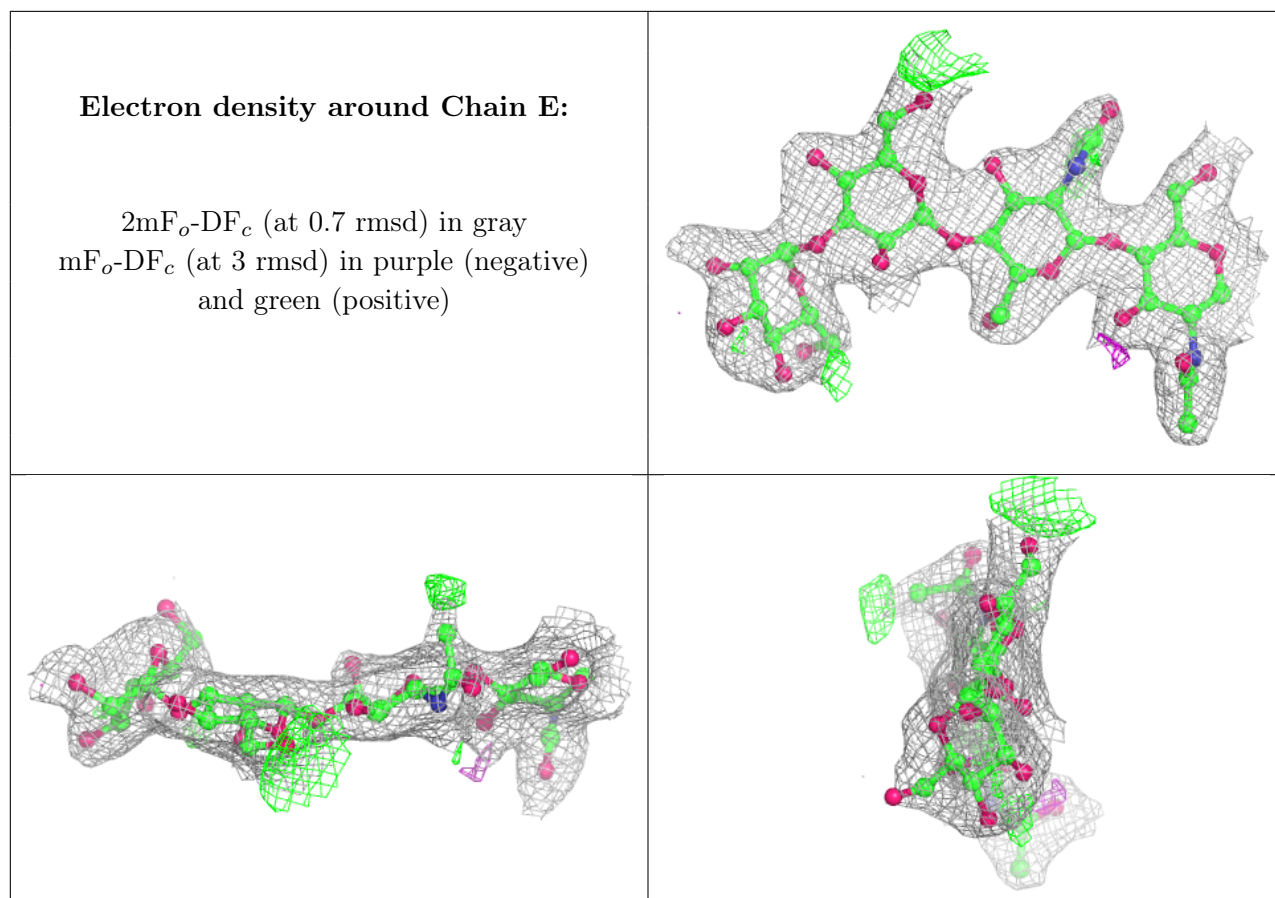 Electron density around Chain E:
2mFₒ-DF𝒸 (at 0.7 rmsd) in gray
mFₒ-DF𝒸 (at 3 rmsd) in purple (negative)
and green (positive)